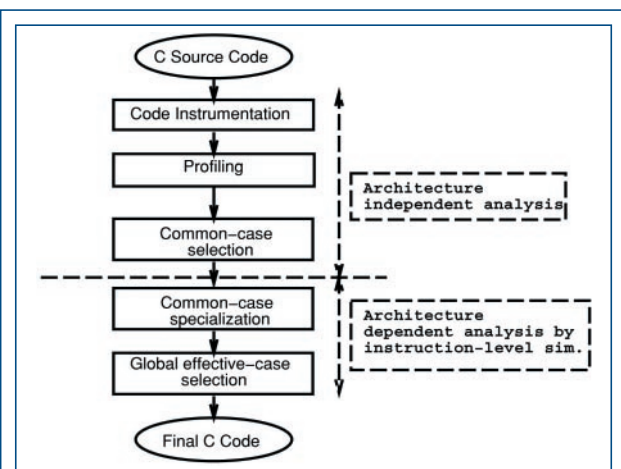 C Source Code
Code Instrumentation
Profiling
Architecture
independent analysis
Common-case
selection
Common-case
specialization
Architecture
dependent analysis by
instruction-level sim.
Global effective-case
selection
Final C Code